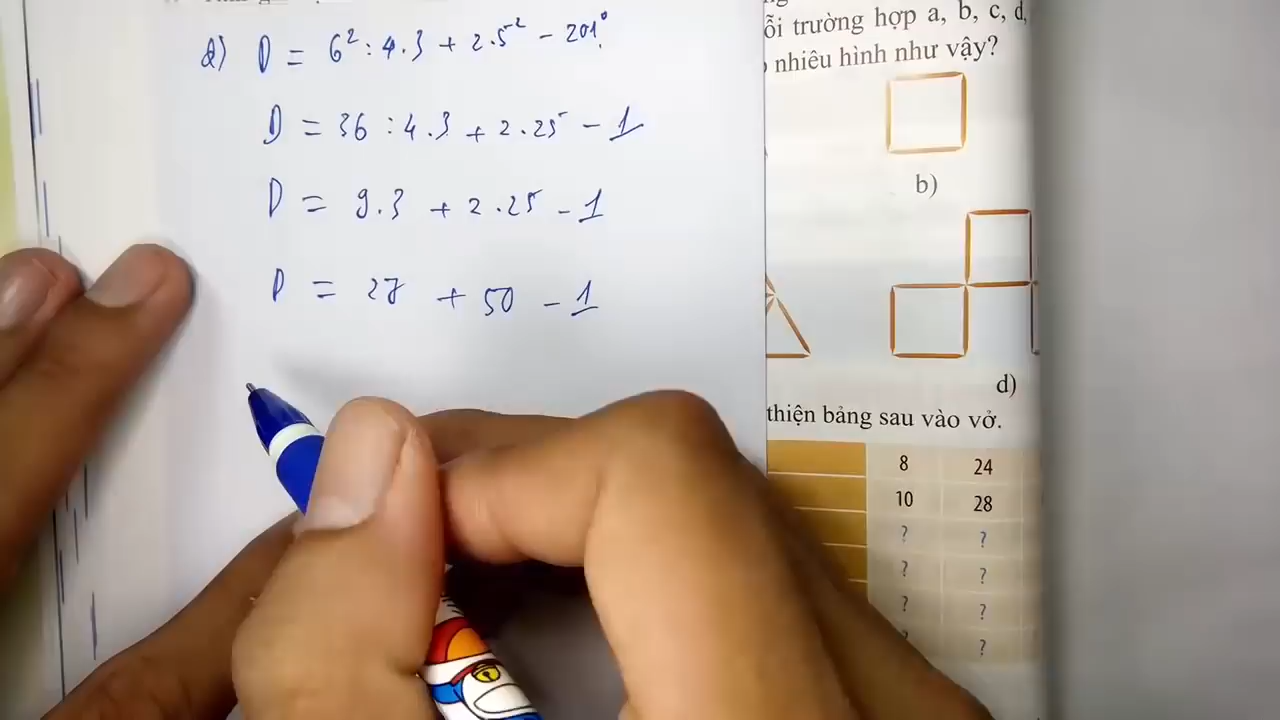 d) D = 6² : 4.3 + 2.5² - 201⁰
D = 36 : 4.3 + 2.25 - 1
D = 9.3 + 2.25 - 1
D = 27 + 50 - 1
ỗi trường hợp a, b, c, d,
nhiêu hình như vậy?
b)
d)
thiện bảng sau vào vở.
8 24
10 28
? ?
? ?
? ?
? ?